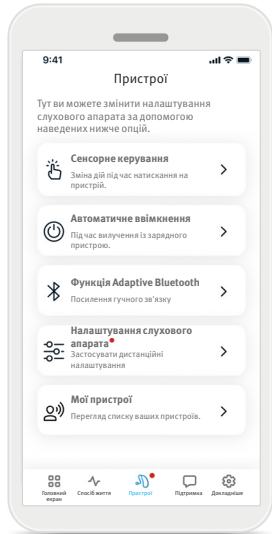 9:41
Пристрої
Тут ви можете змінити налаштування
слухового апарата за допомогою
наведених нижче опцій.
Сенсорне керування
Зміна дій під час натискання на
пристрій.
Автоматичне ввімкнення
Під час вилучення із зарядного
пристрою.
Функція Adaptive Bluetooth
Посилення гучного зв'язку
Налаштування слухового
апарата
Застосувати дистанційні
налаштування
Мої пристрої
Перегляд списку ваших пристроїв.
Головний
екран
Спосіб життя
Пристрої
Підтримка
Докладніше